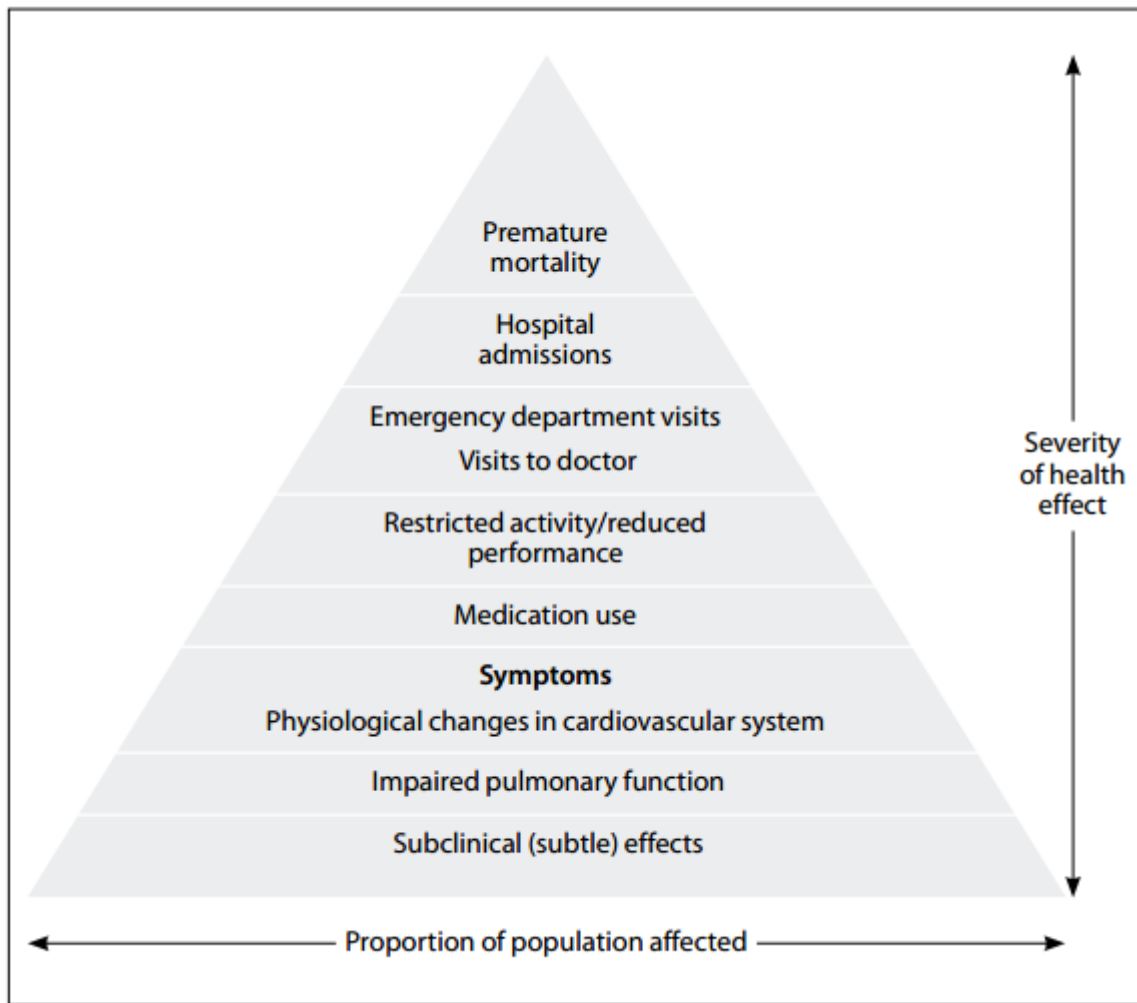 Premature
mortality
Hospital
admissions
Emergency department visits
Visits to doctor
Restricted activity/reduced
performance
Medication use
Symptoms
Physiological changes in cardiovascular system
Impaired pulmonary function
Subclinical (subtle) effects
Severity
of health
effect
Proportion of population affected